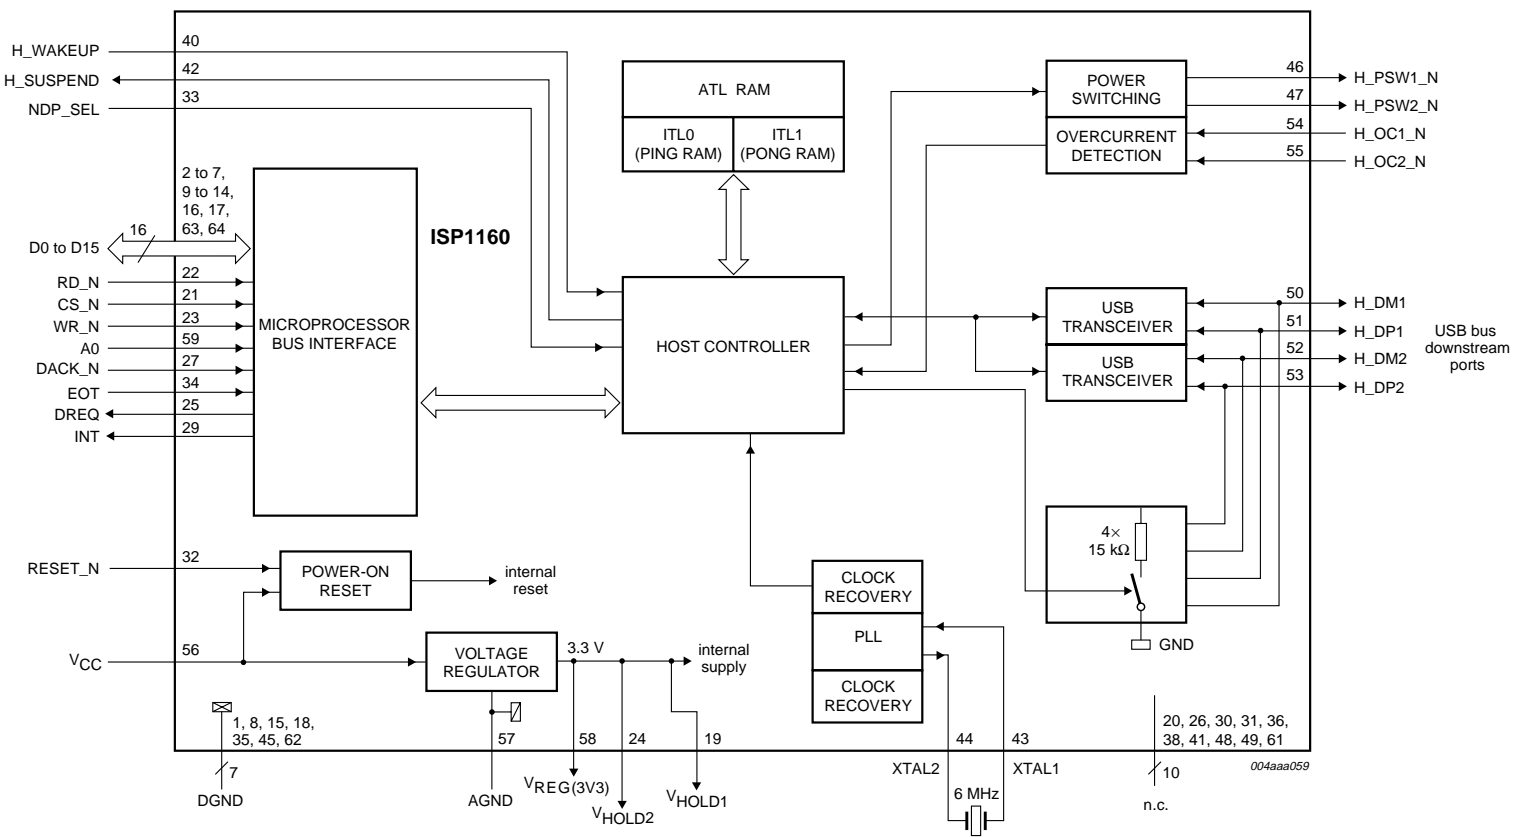 H_WAKEUP
40
H_SUSPEND
42
NDP_SEL
33
ATL RAM
ITL0
(PING RAM)
ITL1
(PONG RAM)
POWER
SWITCHING
46
H_PSW1_N
47
H_PSW2_N
OVERCURRENT
DETECTION
54
H_OC1_N
55
H_OC2_N
2 to 7,
9 to 14,
16, 17,
63, 64
D0 to D15
16
ISP1160
RD_N
22
CS_N
21
WR_N
23
A0
59
DACK_N
27
EOT
34
DREQ
25
INT
29
MICROPROCESSOR
BUS INTERFACE
HOST CONTROLLER
USB
TRANSCEIVER
USB
TRANSCEIVER
50
H_DM1
51
H_DP1
52
H_DM2
53
H_DP2
USB bus
downstream
ports
4×
15 kΩ
GND
RESET_N
32
POWER-ON
RESET
internal
reset
VCC
56
VOLTAGE
REGULATOR
3.3 V
internal
supply
CLOCK
RECOVERY
PLL
CLOCK
RECOVERY
1, 8, 15, 18,
35, 45, 62
7
DGND
57
AGND
58
VREG(3V3)
24
VHOLD2
19
VHOLD1
44
XTAL2
43
XTAL1
6 MHz
20, 26, 30, 31, 36,
38, 41, 48, 49, 61
10
n.c.
004aaa059